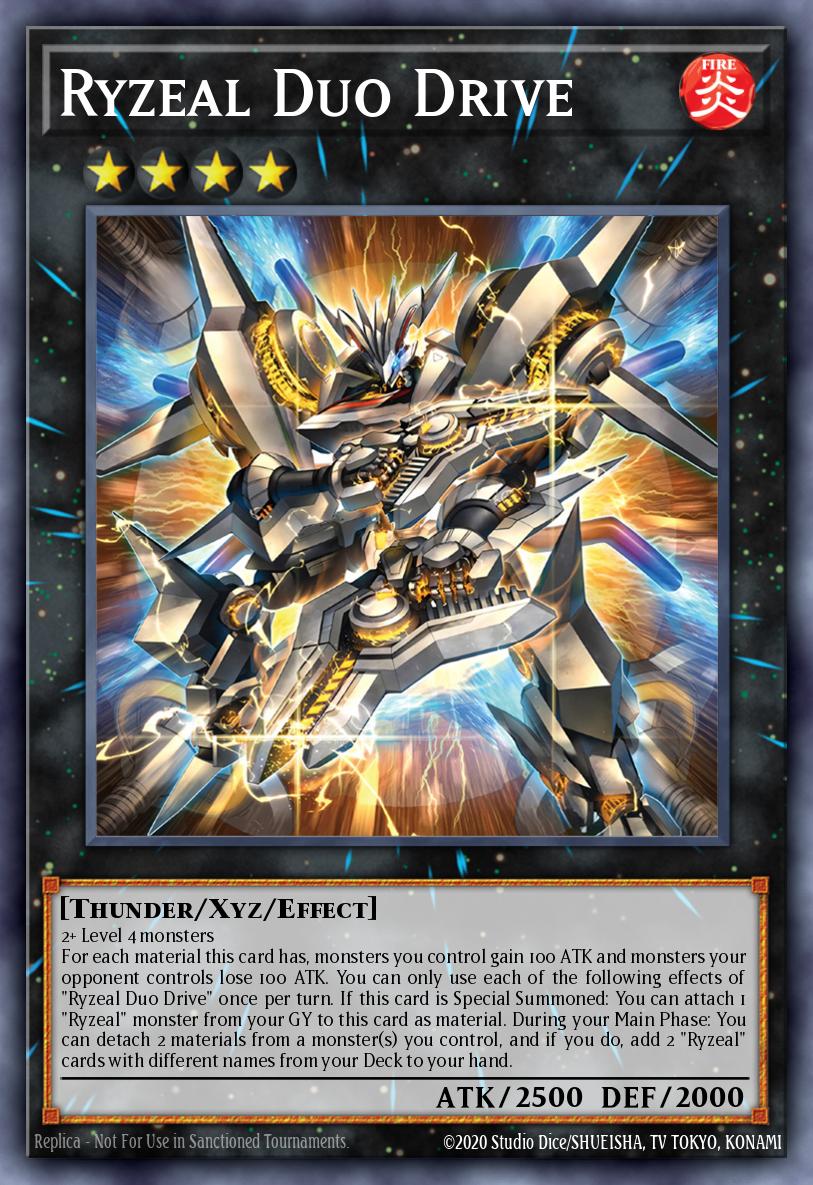 Ryzeal Duo Drive
FIRE
炎
[Thunder/Xyz/Effect]
2+ Level 4 monsters
For each material this card has, monsters you control gain 100 ATK and monsters your
opponent controls lose 100 ATK. You can only use each of the following effects of
"Ryzeal Duo Drive" once per turn. If this card is Special Summoned: You can attach 1
"Ryzeal" monster from your GY to this card as material. During your Main Phase: You
can detach 2 materials from a monster(s) you control, and if you do, add 2 "Ryzeal"
cards with different names from your Deck to your hand.
ATK/2500 DEF/2000
Replica - Not For Use in Sanctioned Tournaments.
©2020 Studio Dice/SHUEISHA, TV TOKYO, KONAMI